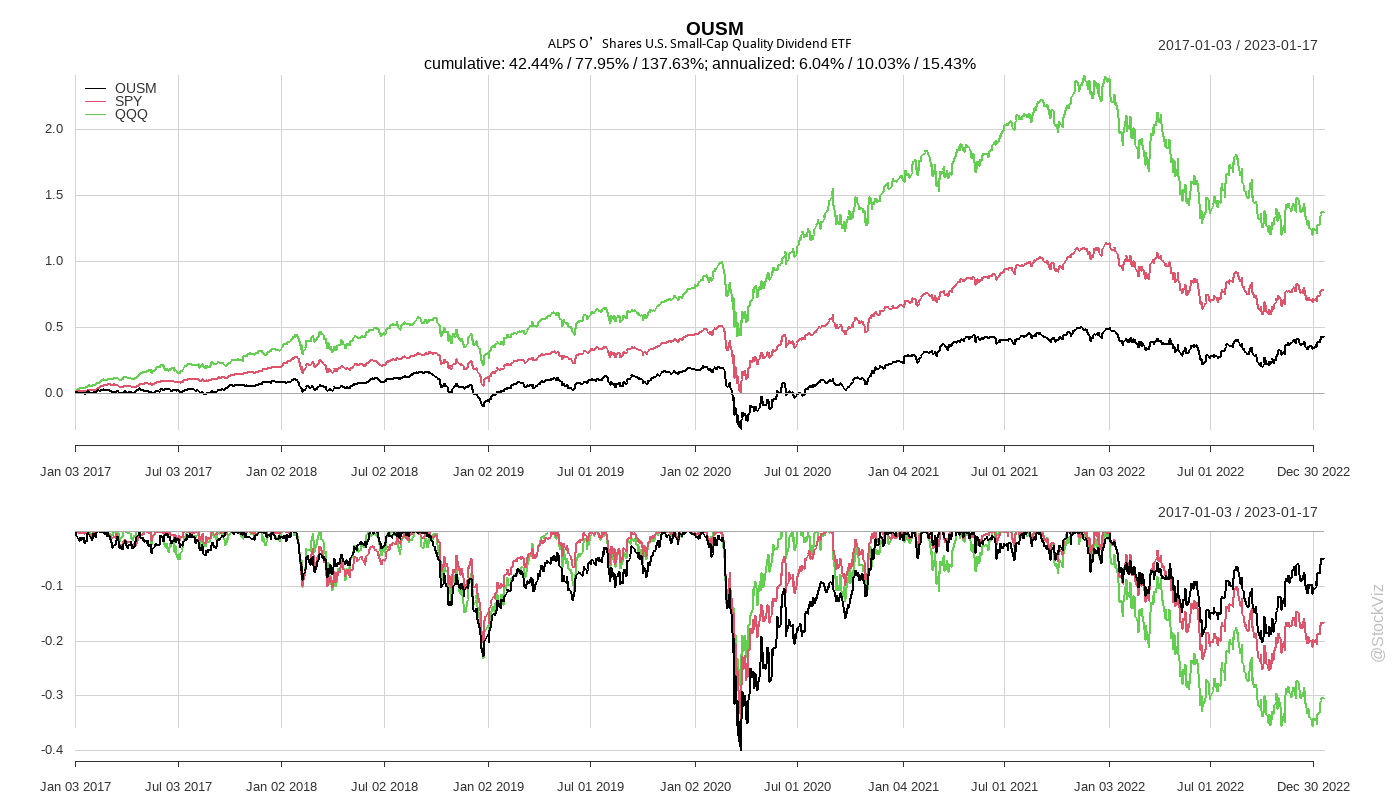 OUSM
ALPS O’ Shares U.S. Small-Cap Quality Dividend ETF
2017-01-03 / 2023-01-17
cumulative: 42.44% / 77.95% / 137.63%; annualized: 6.04% / 10.03% / 15.43%
OUSM
SPY
QQQ
2.0
1.5
1.0
0.5
0.0
Jan 03 2017 Jul 03 2017 Jan 02 2018 Jul 02 2018 Jan 02 2019 Jul 01 2019 Jan 02 2020 Jul 01 2020 Jan 04 2021 Jul 01 2021 Jan 03 2022 Jul 01 2022 Dec 30 2022
2017-01-03 / 2023-01-17
-0.1
-0.2
-0.3
-0.4
Jan 03 2017 Jul 03 2017 Jan 02 2018 Jul 02 2018 Jan 02 2019 Jul 01 2019 Jan 02 2020 Jul 01 2020 Jan 04 2021 Jul 01 2021 Jan 03 2022 Jul 01 2022 Dec 30 2022
@StockViz